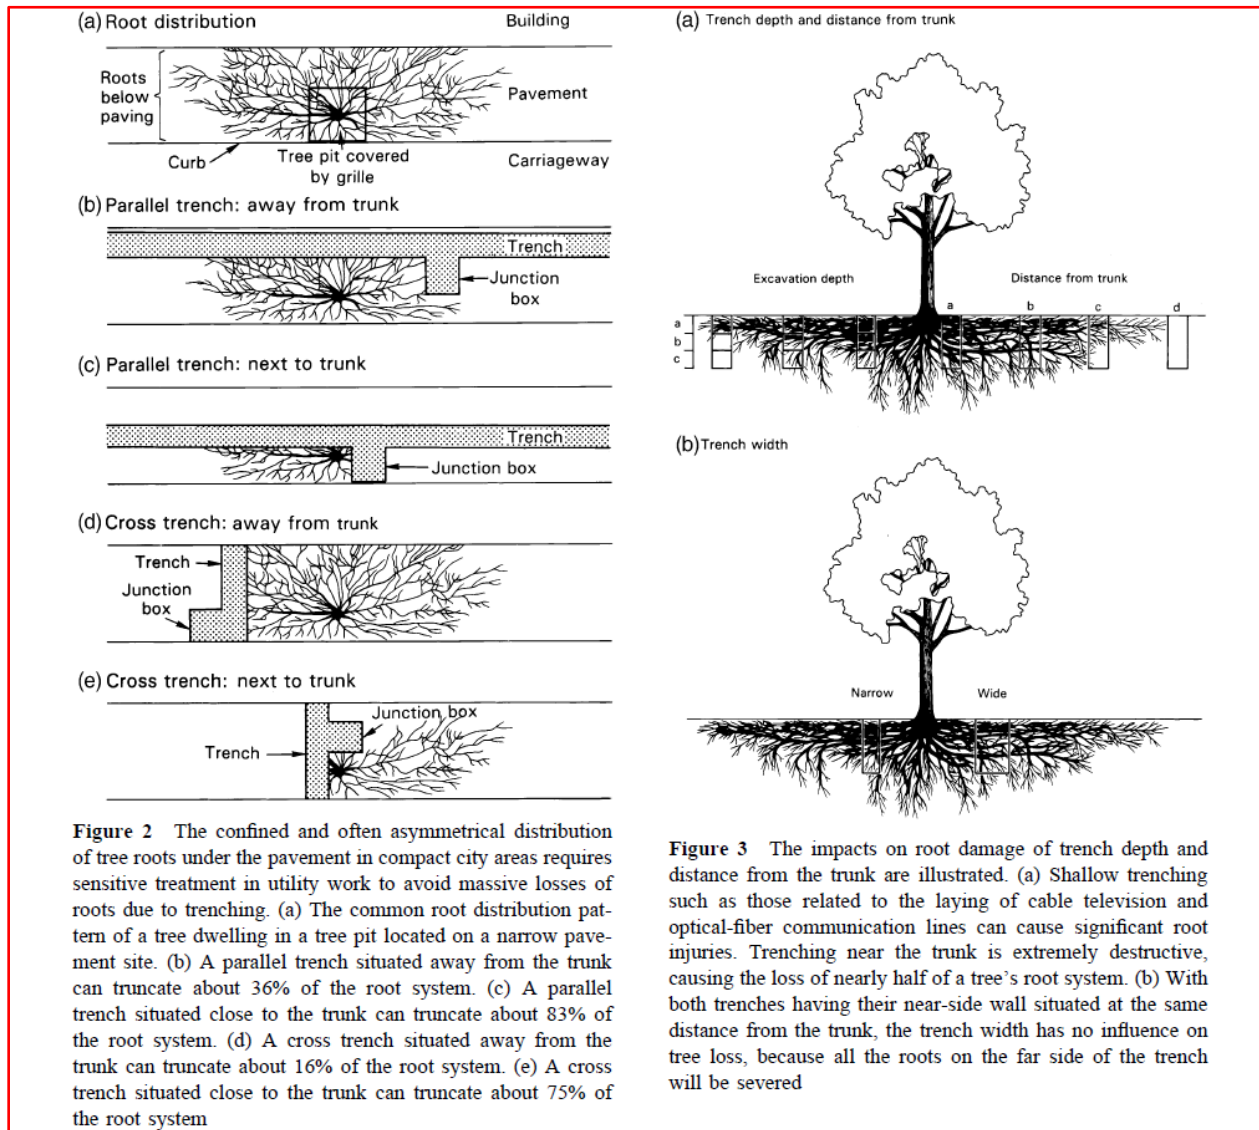 (a) Root distribution
Building
Roots
below
paving
Pavement
Curb
Tree pit covered
by grille
Carriageway
(b) Parallel trench: away from trunk
Trench
Junction
box
(c) Parallel trench: next to trunk
Trench
Junction box
(d) Cross trench: away from trunk
Trench
Junction
box
(e) Cross trench: next to trunk
Junction box
Trench
Figure 2 The confined and often asymmetrical distribution
of tree roots under the pavement in compact city areas requires
sensitive treatment in utility work to avoid massive losses of
roots due to trenching. (a) The common root distribution pat-
tern of a tree dwelling in a tree pit located on a narrow pave-
ment site. (b) A parallel trench situated away from the trunk
can truncate about 36% of the root system. (c) A parallel
trench situated close to the trunk can truncate about 83% of
the root system. (d) A cross trench situated away from the
trunk can truncate about 16% of the root system. (e) A cross
trench situated close to the trunk can truncate about 75% of
the root system
(a) Trench depth and distance from trunk
Excavation depth
Distance from trunk
a b c d
a
b
c
(b) Trench width
Narrow
Wide
Figure 3 The impacts on root damage of trench depth and
distance from the trunk are illustrated. (a) Shallow trenching
such as those related to the laying of cable television and
optical-fiber communication lines can cause significant root
injuries. Trenching near the trunk is extremely destructive,
causing the loss of nearly half of a tree's root system. (b) With
both trenches having their near-side wall situated at the same
distance from the trunk, the trench width has no influence on
tree loss, because all the roots on the far side of the trench
will be severed